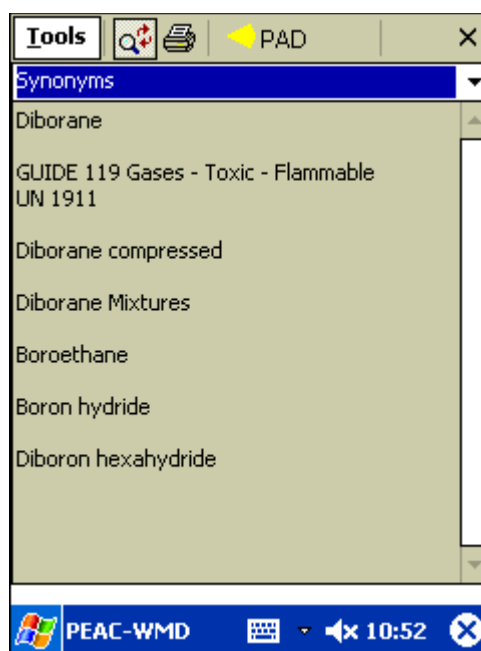 Tools PAD
Synonyms
Diborane
GUIDE 119 Gases - Toxic - Flammable
UN 1911
Diborane compressed
Diborane Mixtures
Boroethane
Boron hydride
Diboron hexahydride
PEAC-WMD 10:52